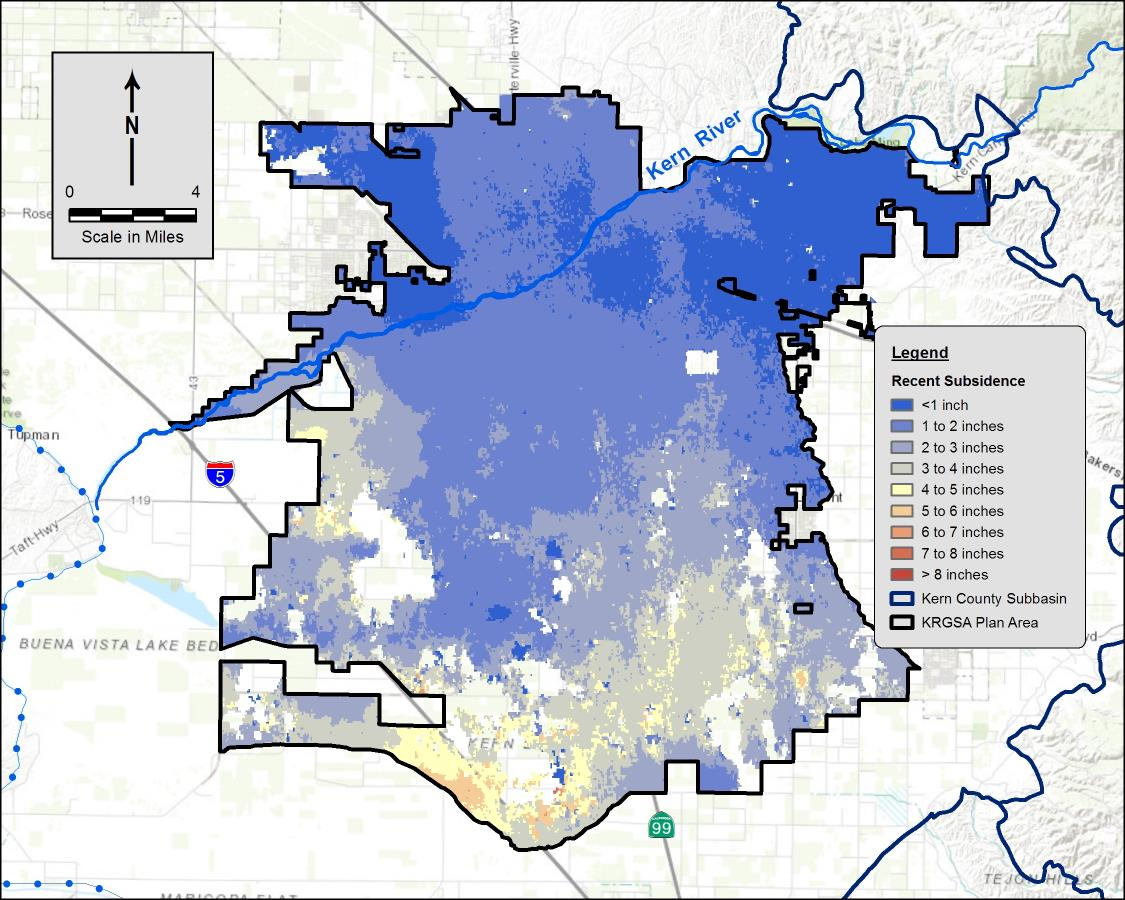 terville-Hwy
N
0 4
Scale in Miles
Kern River
Rose
43
Tupman
5
119
Taft-Hwy
BUENA VISTA LAKE BED
KERN L
99
MARICOPA FLAT
TEJON HILLS
Legend
Recent Subsidence
<1 inch
1 to 2 inches
2 to 3 inches
3 to 4 inches
4 to 5 inches
5 to 6 inches
6 to 7 inches
7 to 8 inches
> 8 inches
Kern County Subbasin
KRGSA Plan Area